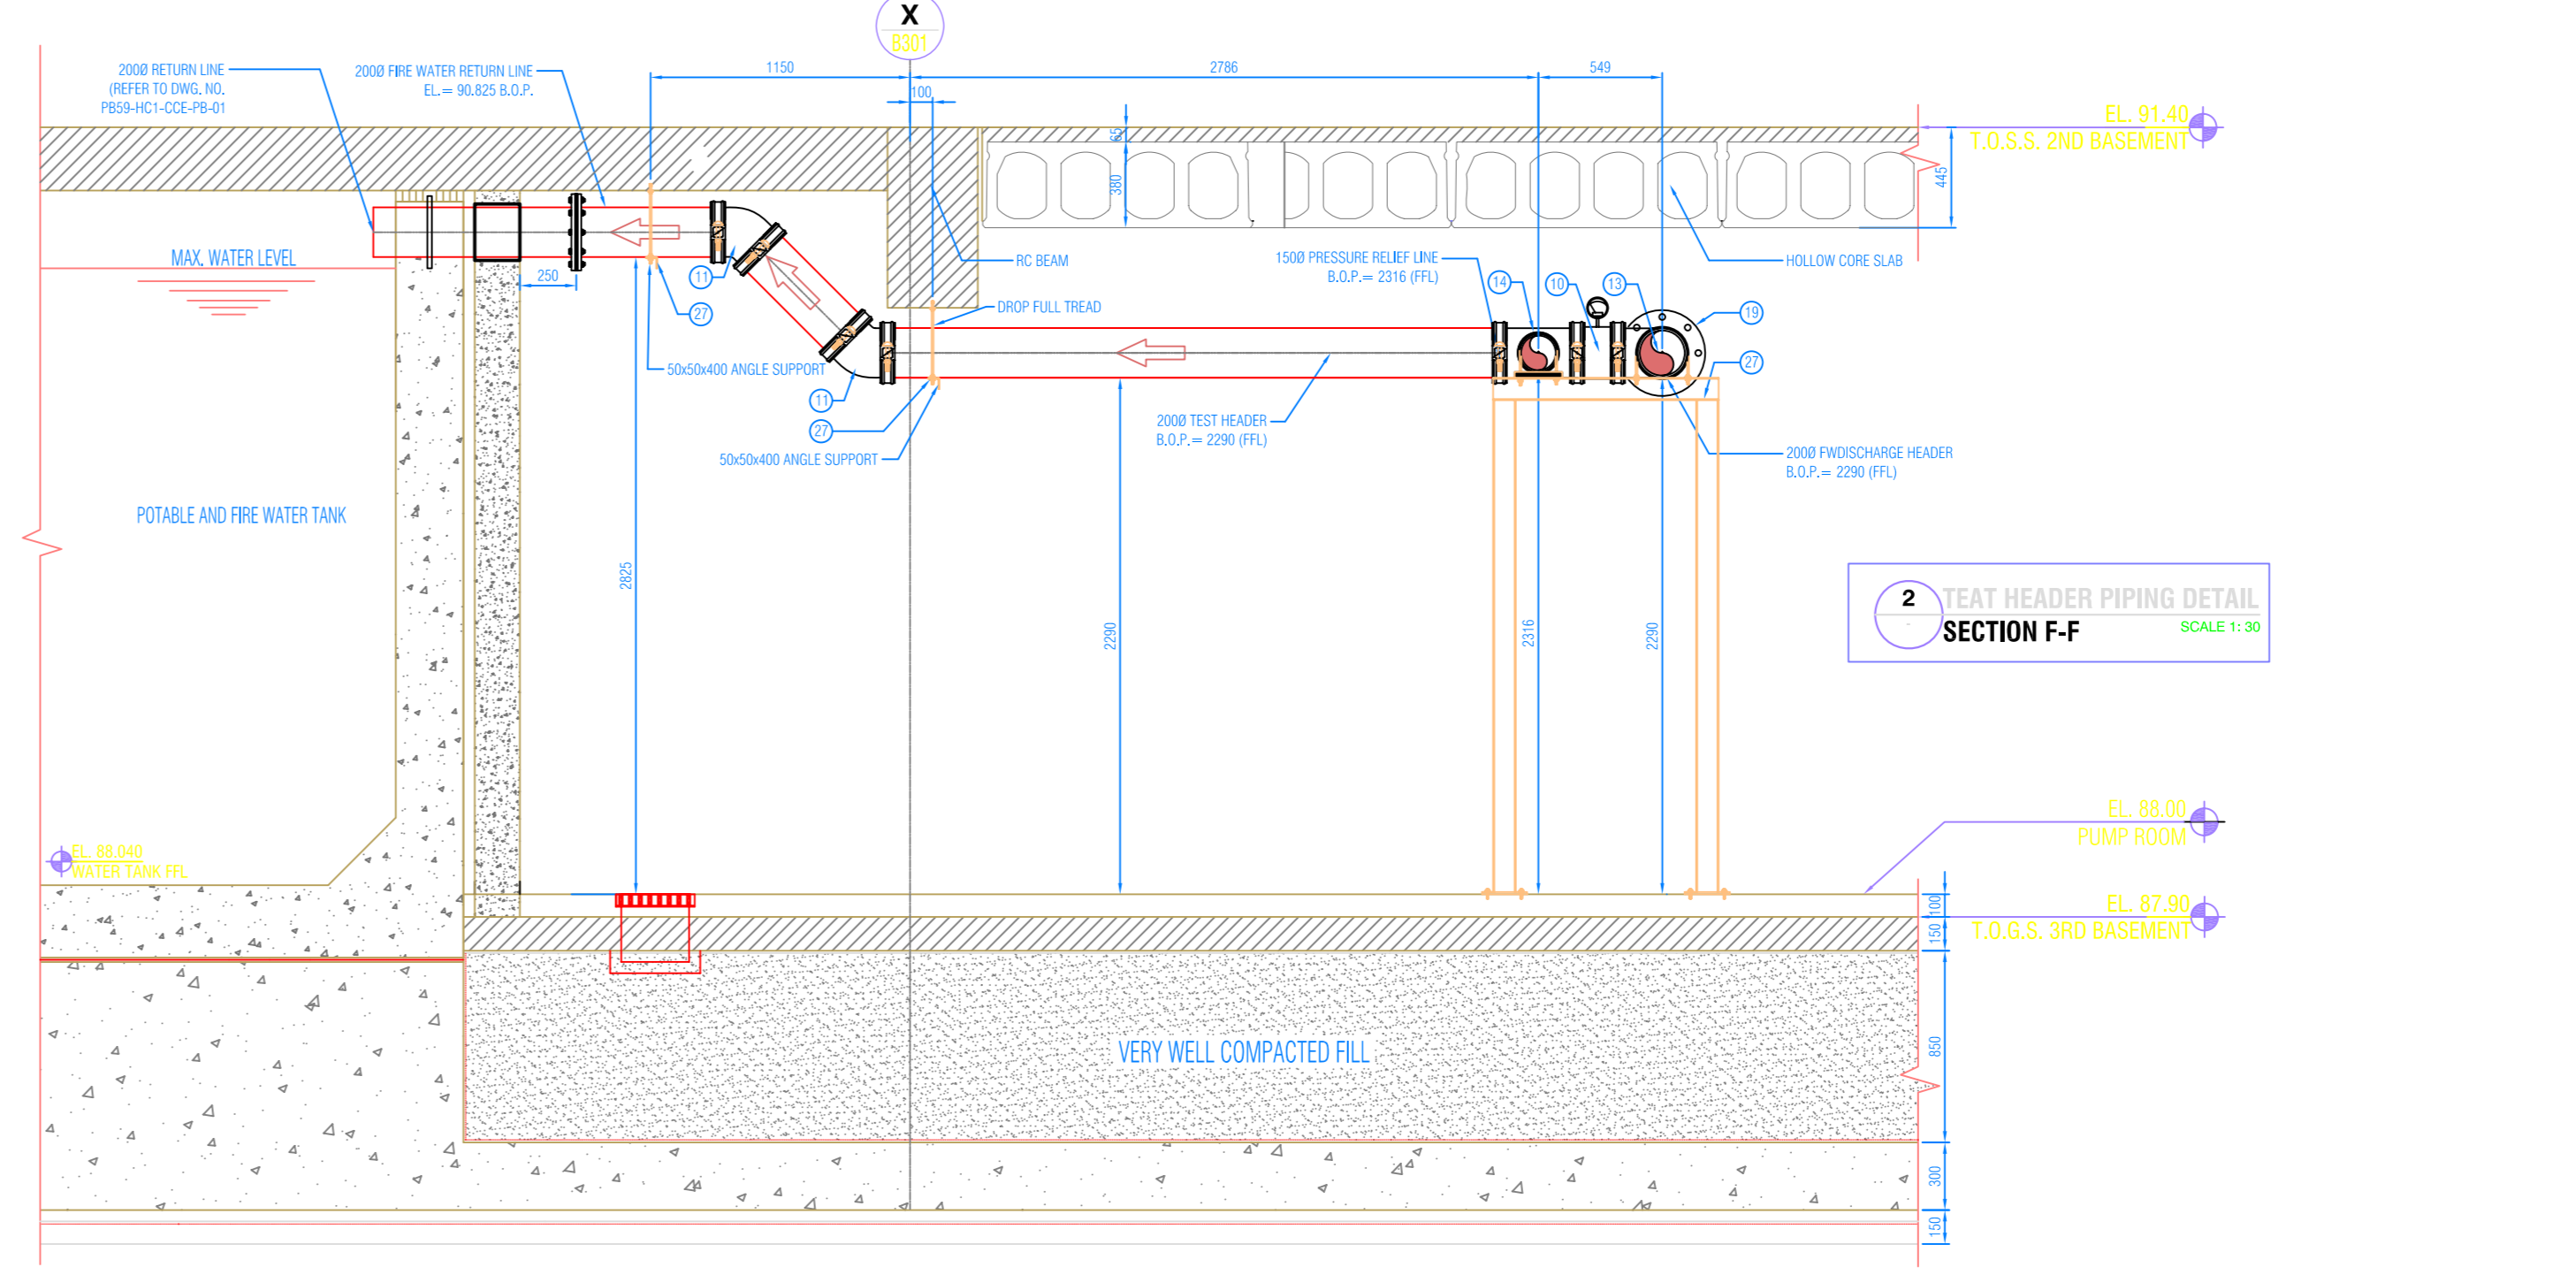 X
B301
200Ø RETURN LINE
(REFER TO DWG. NO.
PB59-HC1-CCE-PB-01
200Ø FIRE WATER RETURN LINE
EL.= 90.825 B.O.P.
1150
2786
549
100
65
380
445
EL. 91.40
T.O.S.S. 2ND BASEMENT
MAX. WATER LEVEL
250
11
27
RC BEAM
DROP FULL TREAD
150Ø PRESSURE RELIEF LINE
B.O.P.= 2316 (FFL)
14
10
13
HOLLOW CORE SLAB
19
27
50x50x400 ANGLE SUPPORT
11
27
50x50x400 ANGLE SUPPORT
200Ø TEST HEADER
B.O.P.= 2290 (FFL)
200Ø FWDISCHARGE HEADER
B.O.P.= 2290 (FFL)
POTABLE AND FIRE WATER TANK
2825
2290
2316
2290
2
TEAT HEADER PIPING DETAIL
SECTION F-F
SCALE 1: 30
EL. 88.00
PUMP ROOM
EL. 88.040
WATER TANK FFL
100
EL. 87.90
T.O.G.S. 3RD BASEMENT
150
VERY WELL COMPACTED FILL
850
300
150